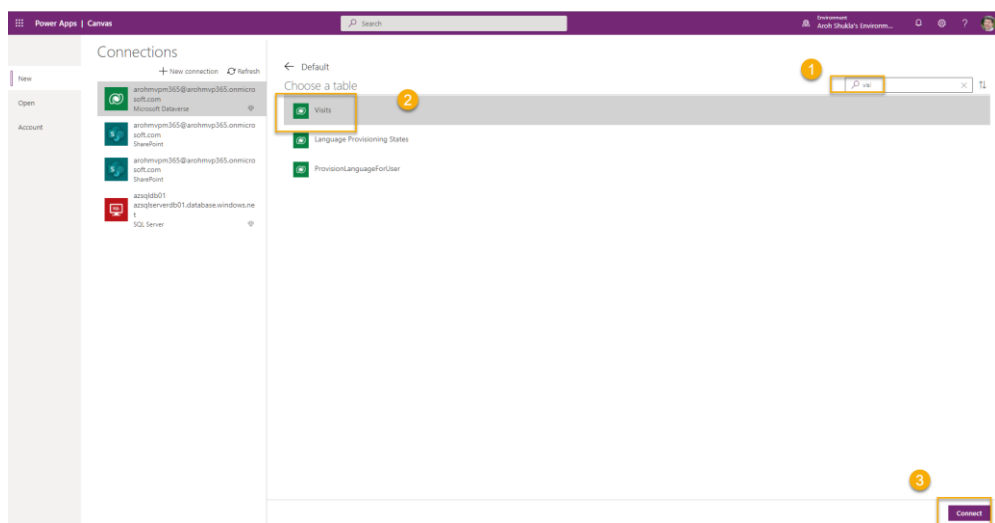 Power Apps | Canvas
Search
Environment
Aroh Shukla's Environm...
?
New
Open
Account
Connections
+ New connection
Refresh
arohmvpm365@arohmvp365.onmicro
soft.com
Microsoft Dataverse
arohmvpm365@arohmvp365.onmicro
soft.com
SharePoint
arohmvpm365@arohmvp365.onmicro
soft.com
SharePoint
azsqldb01
azsqlserverdb01.database.windows.ne
t
SQL Server
← Default
Choose a table
1
2
Visits
Language Provisioning States
ProvisionLanguageForUser
3
Connect